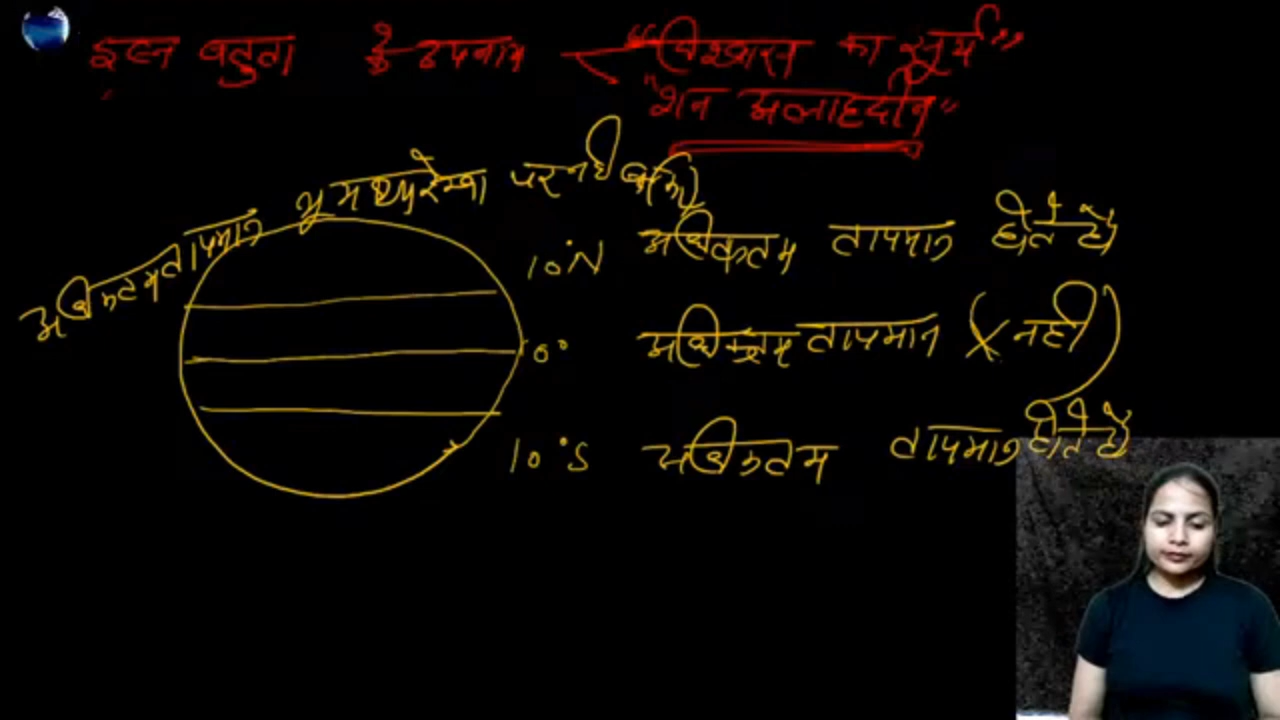 इब्न बतुता के उपनाम "विश्वास का सूर्य"
"शन अलाहदीन"
अधिकतम तापमान भूमध्यरेखा पर नही
10°N अधिकतम तापमान होते है
0° अधिकतम तापमान (X नही)
10°S अधिकतम तापमान होते है